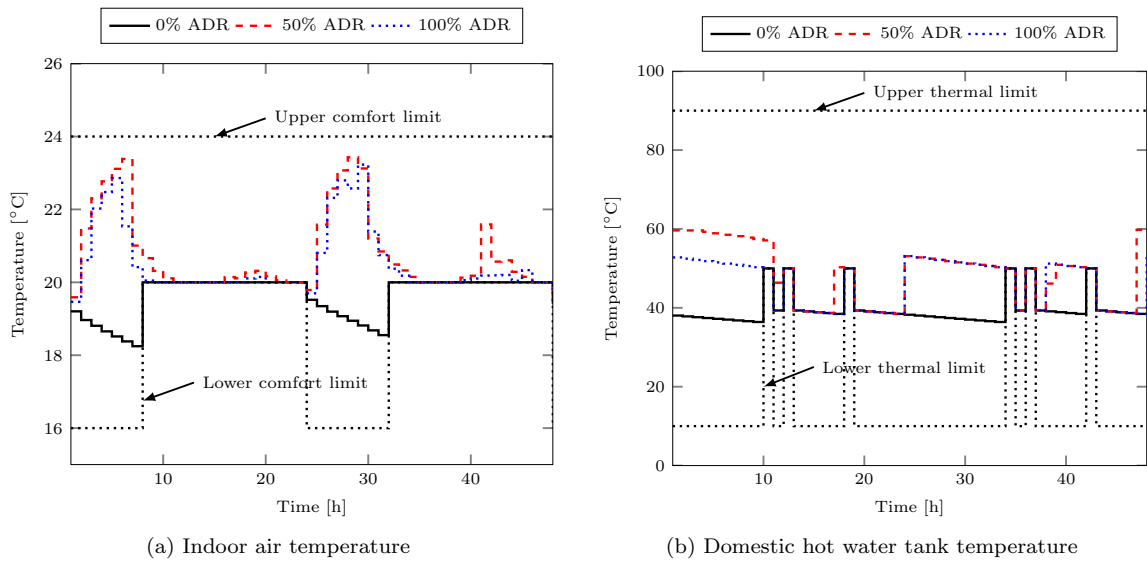 0% ADR 50% ADR 100% ADR
26
24
22
20
18
16
Temperature [°C]
Upper comfort limit
Lower comfort limit
10 20 30 40
Time [h]
(a) Indoor air temperature
0% ADR 50% ADR 100% ADR
100
80
60
40
20
0
Temperature [°C]
Upper thermal limit
Lower thermal limit
10 20 30 40
Time [h]
(b) Domestic hot water tank temperature